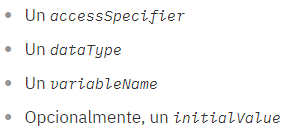 • Un accessSpecifier
• Un dataType
• Un variableName
• Opcionalmente, un initialValue